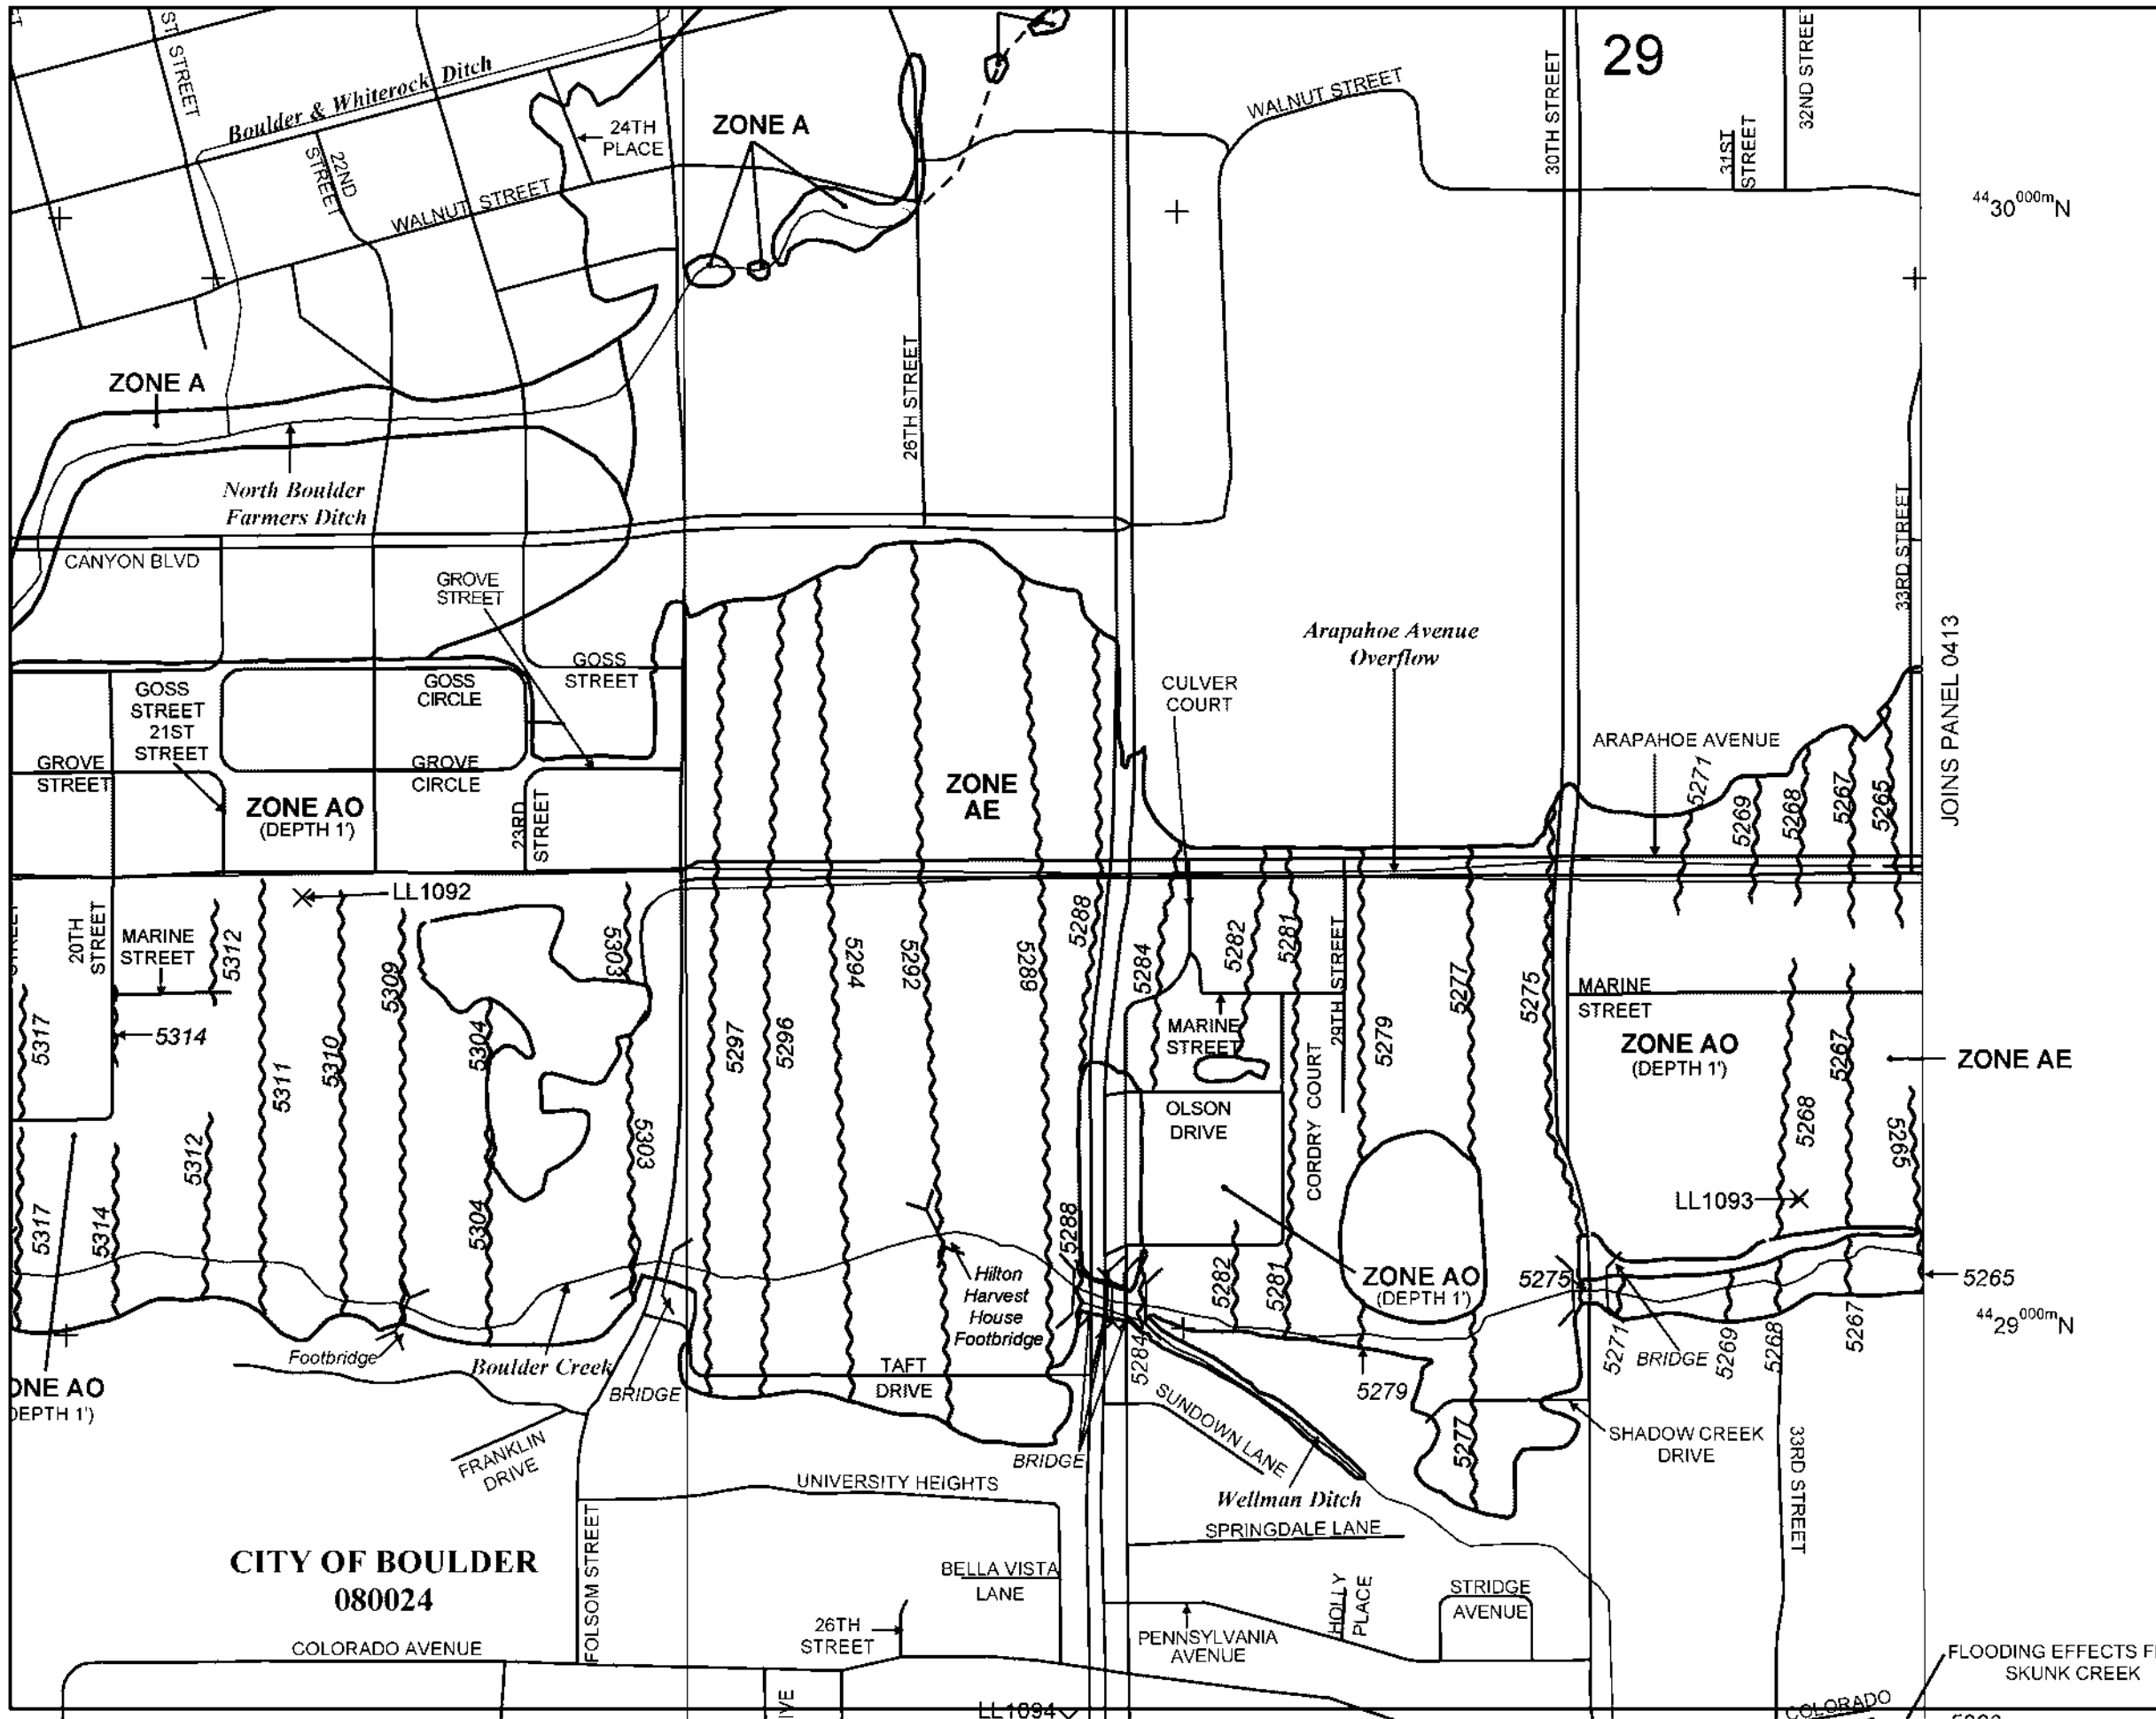 ST STREET
Boulder & Whiterock Ditch
22ND
STREET
24TH
PLACE
ZONE A
WALNUT STREET
WALNUT STREET
30TH STREET
29
31ST
STREET
32ND STREE
4430000mN
ZONE A
North Boulder
Farmers Ditch
26TH STREET
33RD STREET
CANYON BLVD
GROVE
STREET
GOSS
STREET
GOSS
STREET
21ST
STREET
GOSS
CIRCLE
GROVE
STREET
GROVE
CIRCLE
ZONE AO
(DEPTH 1')
23RD
STREET
ZONE
AE
CULVER
COURT
Arapahoe Avenue
Overflow
ARAPAHOE AVENUE
5271
5269
5268
5267
5265
JOINS PANEL 0413
LL1092
20TH
STREET
MARINE
STREET
5312
5309
5303
5294
5292
5289
5288
5284
5282
5281
29TH STREET
5277
5275
MARINE
STREET
5317
5314
5311
5310
5304
5297
5296
MARINE
STREET
5279
ZONE AO
(DEPTH 1')
5267
ZONE AE
OLSON
DRIVE
CORDRY COURT
5268
5265
5312
5303
LL1093
5317
5314
5304
5288
Hilton
Harvest
House
Footbridge
5282
5281
ZONE AO
(DEPTH 1')
5275
5265
4429000mN
Footbridge
Boulder Creek
BRIDGE
TAFT
DRIVE
5284
5279
5271
BRIDGE
5269
5268
5267
ONE AO
DEPTH 1')
FRANKLIN
DRIVE
BRIDGE
SUNDOWN LANE
5277
SHADOW CREEK
DRIVE
33RD STREET
UNIVERSITY HEIGHTS
Wellman Ditch
SPRINGDALE LANE
CITY OF BOULDER
080024
FOLSOM STREET
BELLA VISTA
LANE
HOLLY
PLACE
STRIDGE
AVENUE
26TH
STREET
PENNSYLVANIA
AVENUE
COLORADO AVENUE
FLOODING EFFECTS F
SKUNK CREEK
LL1094
COLORADO